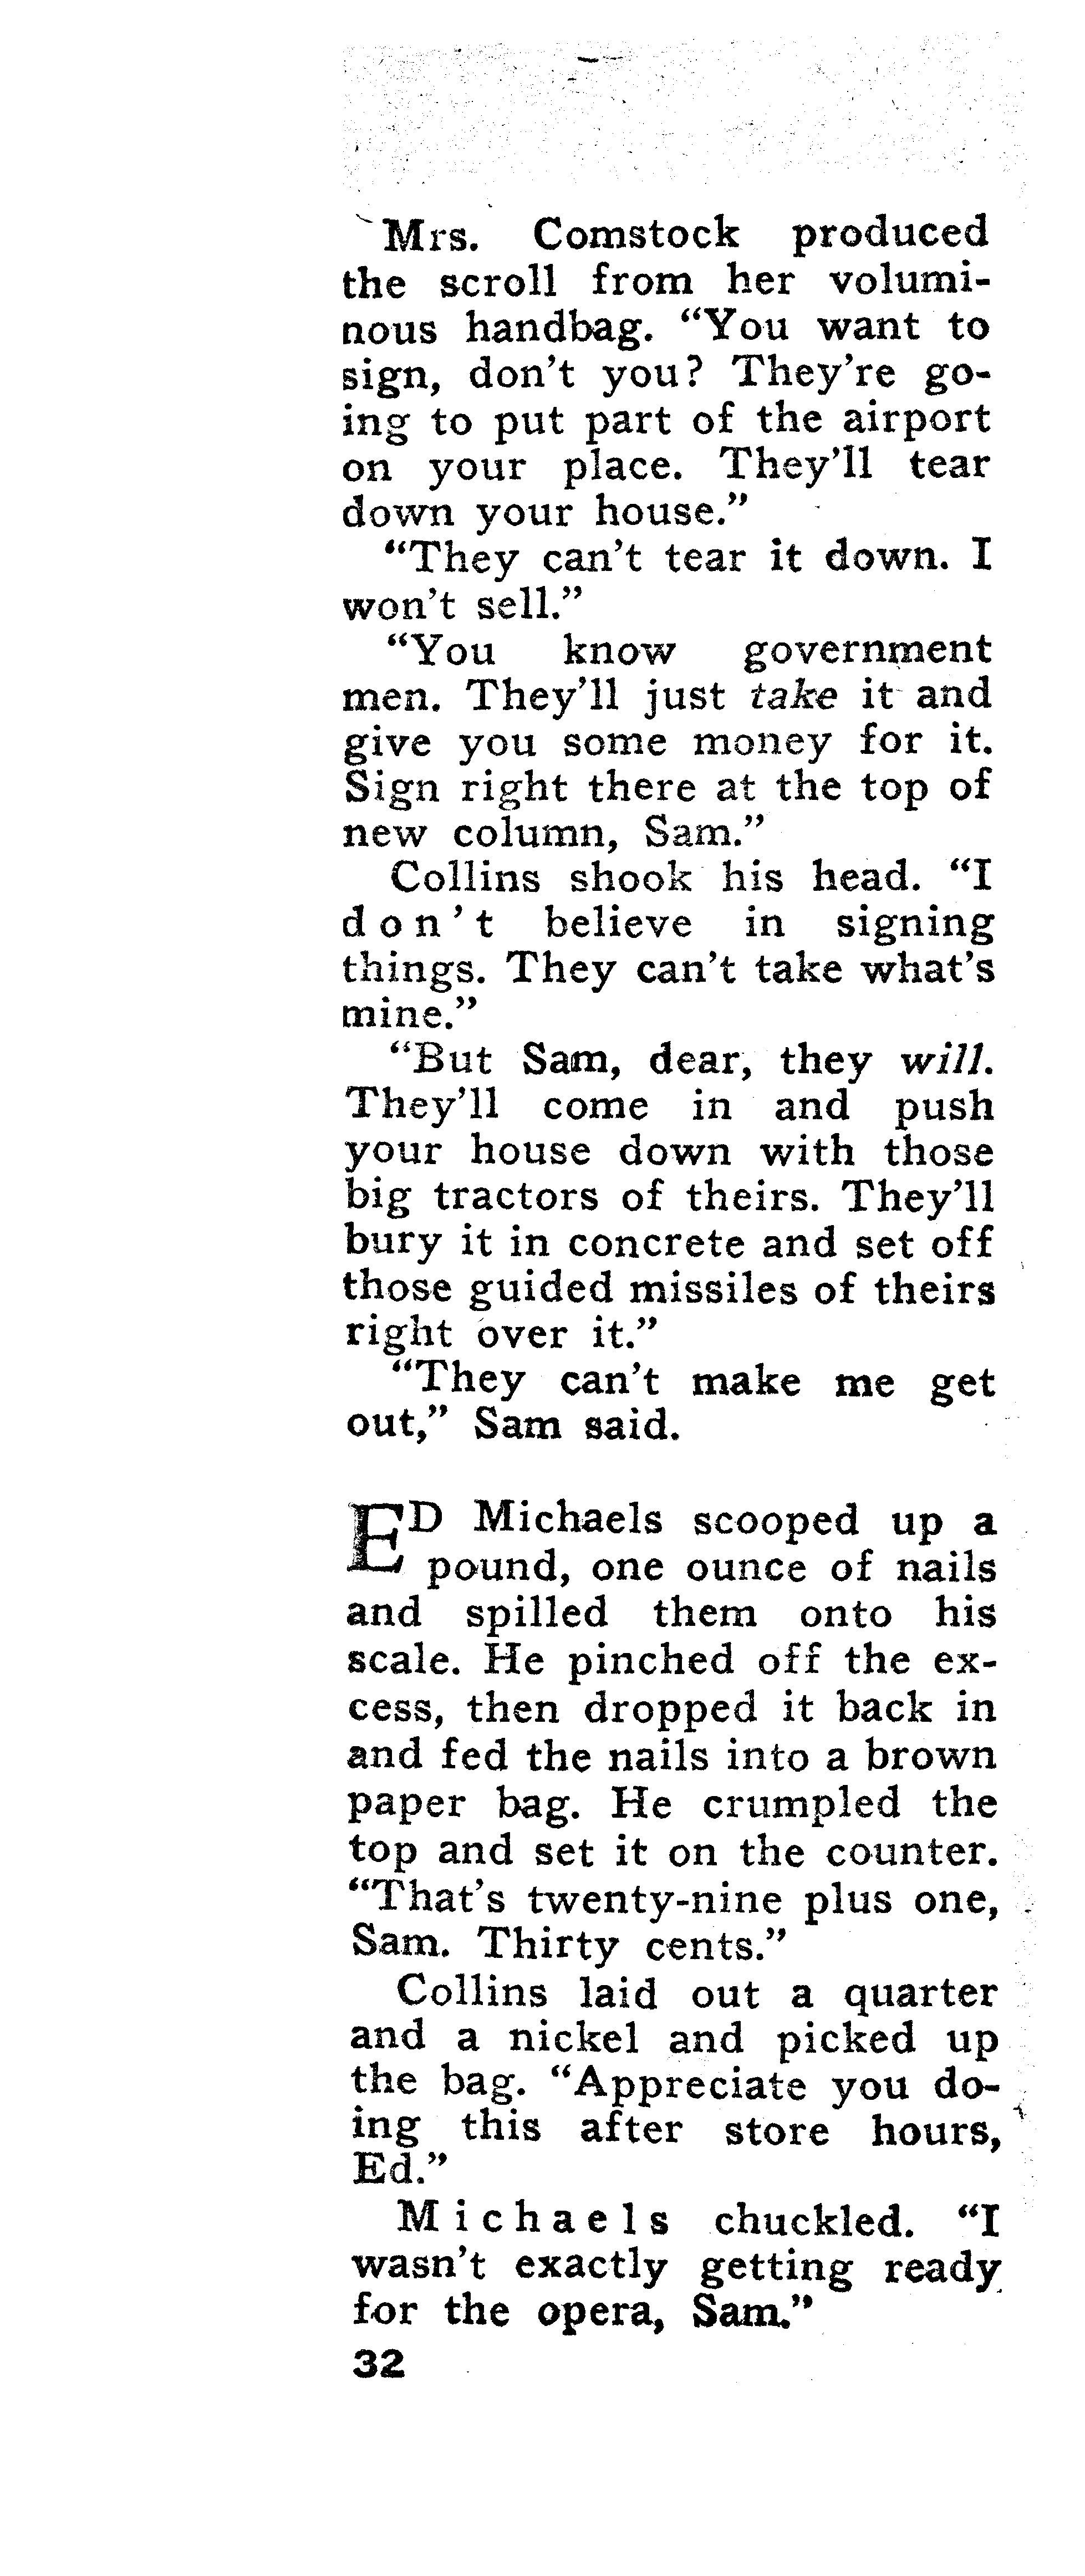 Mrs. Comstock produced
the scroll from her volumi-
nous handbag. “You want to
sign, don’t you? They’re go-
ing to put part of the airport
on your place. They’ll tear
down your house.”
“They can’t tear it down. I
won’t sell.”
“You know government
men. They’ll just take it and
give you some money for it.
Sign right there at the top of
new column, Sam.”
Collins shook his head. “I
don’t believe in signing
things. They can’t take what’s
mine.”
“But Sam, dear, they will.
They’ll come in and push
your house down with those
big tractors of theirs. They’ll
bury it in concrete and set off
those guided missiles of theirs
right over it.”
“They can’t make me get
out,” Sam said.
ED Michaels scooped up a
pound, one ounce of nails
and spilled them onto his
scale. He pinched off the ex-
cess, then dropped it back in
and fed the nails into a brown
paper bag. He crumpled the
top and set it on the counter.
“That’s twenty-nine plus one,
Sam. Thirty cents.”
Collins laid out a quarter
and a nickel and picked up
the bag. “Appreciate you do-
ing this after store hours,
Ed.”
Michaels chuckled. “I
wasn’t exactly getting ready
for the opera, Sam.”
32